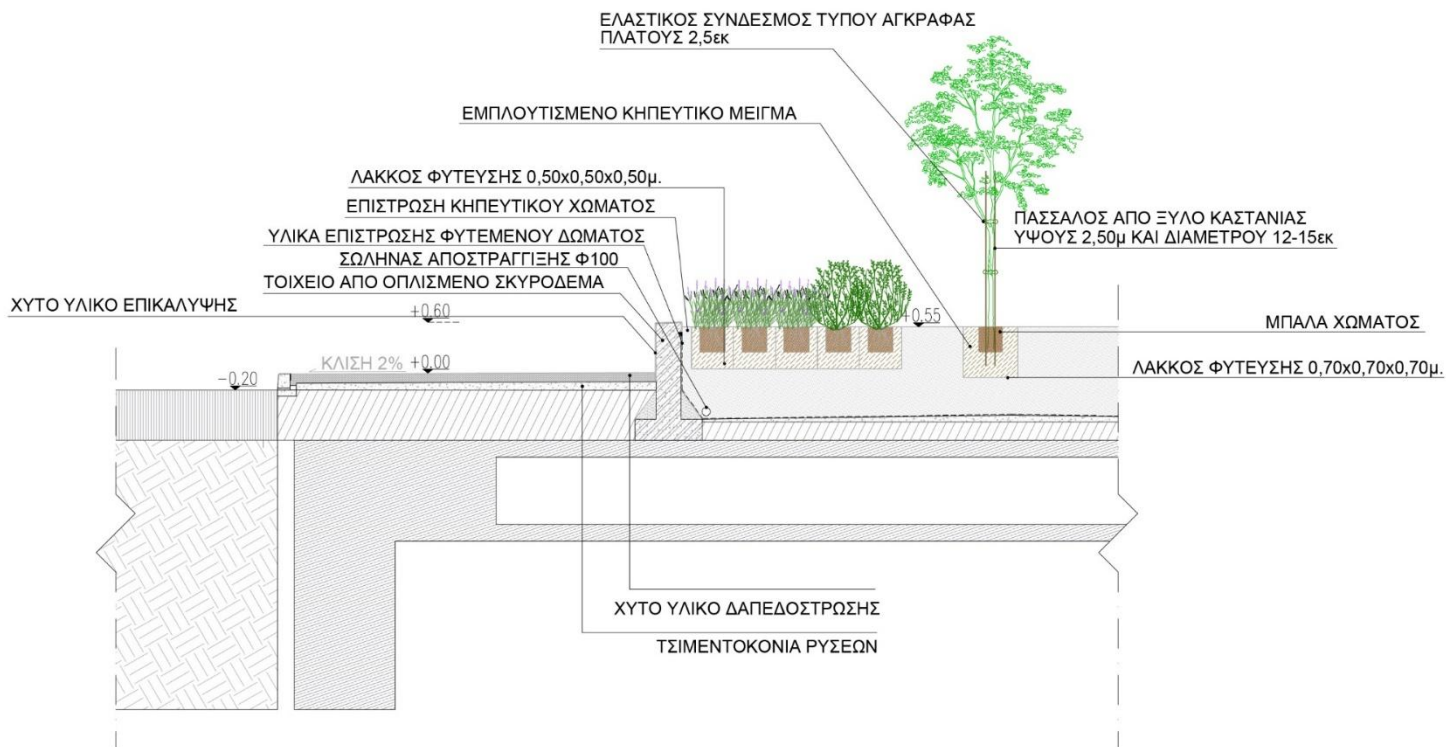 ΕΛΑΣΤΙΚΟΣ ΣΥΝΔΕΣΜΟΣ ΤΥΠΟΥ ΑΓΚΡΑΦΑΣ
ΠΛΑΤΟΥΣ 2,5εκ
ΕΜΠΛΟΥΤΙΣΜΕΝΟ ΚΗΠΕΥΤΙΚΟ ΜΕΙΓΜΑ
ΛΑΚΚΟΣ ΦΥΤΕΥΣΗΣ 0,50x0,50x0,50μ.
ΕΠΙΣΤΡΩΣΗ ΚΗΠΕΥΤΙΚΟΥ ΧΩΜΑΤΟΣ
ΠΑΣΣΑΛΟΣ ΑΠΟ ΞΥΛΟ ΚΑΣΤΑΝΙΑΣ
ΥΨΟΥΣ 2,50μ ΚΑΙ ΔΙΑΜΕΤΡΟΥ 12-15εκ
ΥΛΙΚΑ ΕΠΙΣΤΡΩΣΗΣ ΦΥΤΕΜΕΝΟΥ ΔΩΜΑΤΟΣ
ΣΩΛΗΝΑΣ ΑΠΟΣΤΡΑΓΓΙΣΗΣ Φ100
ΤΟΙΧΕΙΟ ΑΠΟ ΟΠΛΙΣΜΕΝΟ ΣΚΥΡΟΔΕΜΑ
ΧΥΤΟ ΥΛΙΚΟ ΕΠΙΚΑΛΥΨΗΣ
+0,60
+0,55
ΜΠΑΛΑ ΧΩΜΑΤΟΣ
ΚΛΙΣΗ 2% +0,00
ΛΑΚΚΟΣ ΦΥΤΕΥΣΗΣ 0,70x0,70x0,70μ.
-0,20
ΧΥΤΟ ΥΛΙΚΟ ΔΑΠΕΔΟΣΤΡΩΣΗΣ
ΤΣΙΜΕΝΤΟΚΟΝΙΑ ΡΥΣΕΩΝ